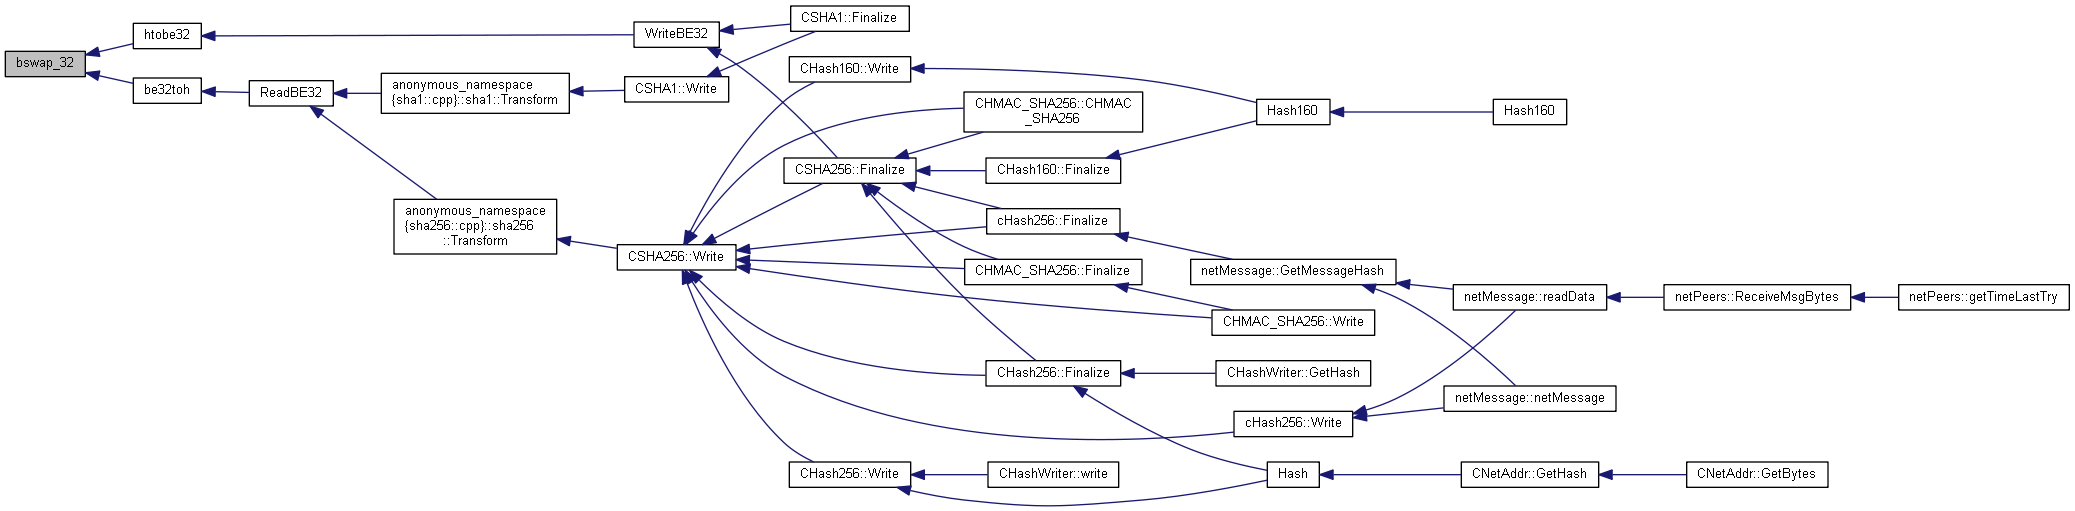 bswap_32
htobe32
be32toh
ReadBE32
anonymous_namespace
{sha1::cpp}::sha1::Transform
anonymous_namespace
{sha256::cpp}::sha256
::Transform
WriteBE32
CSHA1::Write
CSHA256::Write
CSHA1::Finalize
CHash160::Write
CSHA256::Finalize
CHash256::Write
CHMAC_SHA256::CHMAC
_SHA256
CHash160::Finalize
cHash256::Finalize
CHMAC_SHA256::Finalize
CHash256::Finalize
CHashWriter::write
Hash160
netMessage::GetMessageHash
CHMAC_SHA256::Write
CHashWriter::GetHash
cHash256::Write
Hash
Hash160
netMessage::readData
netMessage::netMessage
CNetAddr::GetHash
netPeers::ReceiveMsgBytes
CNetAddr::GetBytes
netPeers::getTimeLastTry